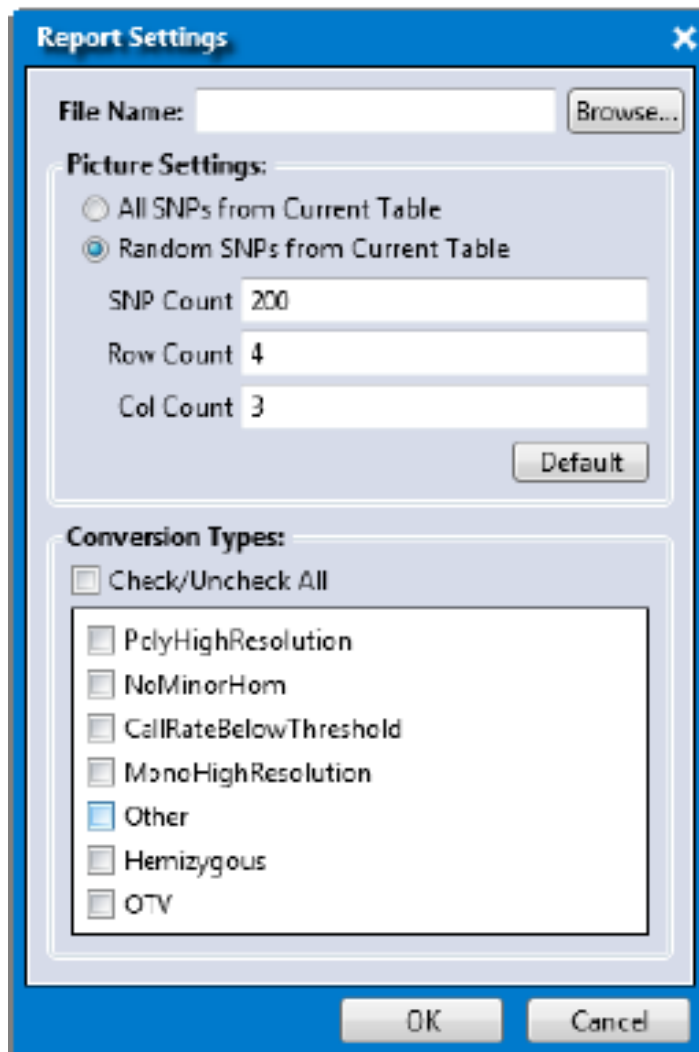 Report Settings
File Name: Browse...
Picture Settings:
All SNPs from Current Table
Random SNPs from Current Table
SNP Count 200
Row Count 4
Col Count 3
Default
Conversion Types:
Check/Uncheck All
PolyHighResolution
NoMinorHom
CallRateBelowThreshold
MonoHighResolution
Other
Hemizygous
OTV
OK Cancel